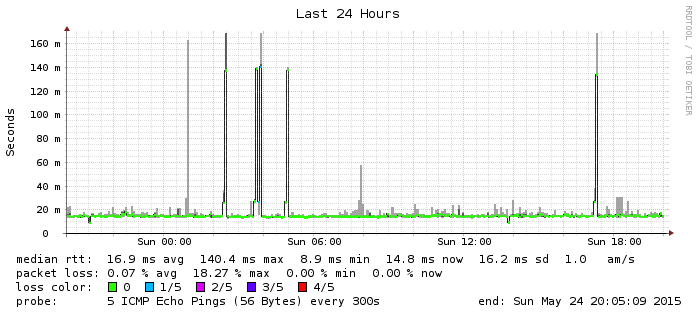 Last 24 Hours
RRDTOOL / TOBI OETIKER
Seconds
160 m
140 m
120 m
100 m
80 m
60 m
40 m
20 m
0
Sun 00:00 Sun 06:00 Sun 12:00 Sun 18:00
median rtt: 16.9 ms avg 140.4 ms max 8.9 ms min 14.8 ms now 16.2 ms sd 1.0 am/s
packet loss: 0.07 % avg 18.27 % max 0.00 % min 0.00 % now
loss color: 0 1/5 2/5 3/5 4/5
probe: 5 ICMP Echo Pings (56 Bytes) every 300s end: Sun May 24 20:05:09 2015